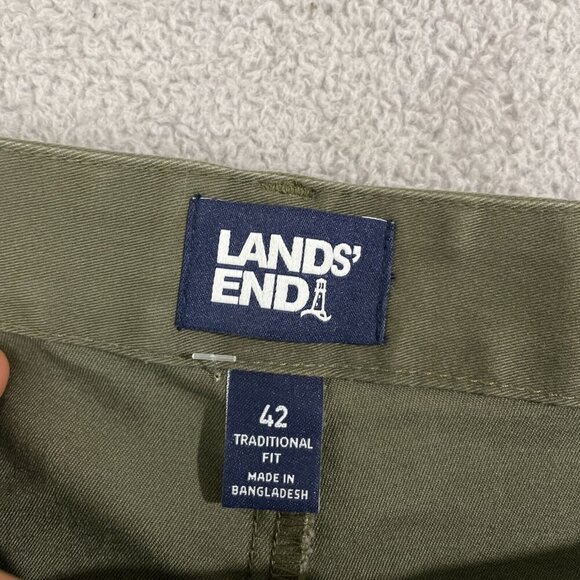 LANDS'
END
42
TRADITIONAL
FIT
MADE IN
BANGLADESH